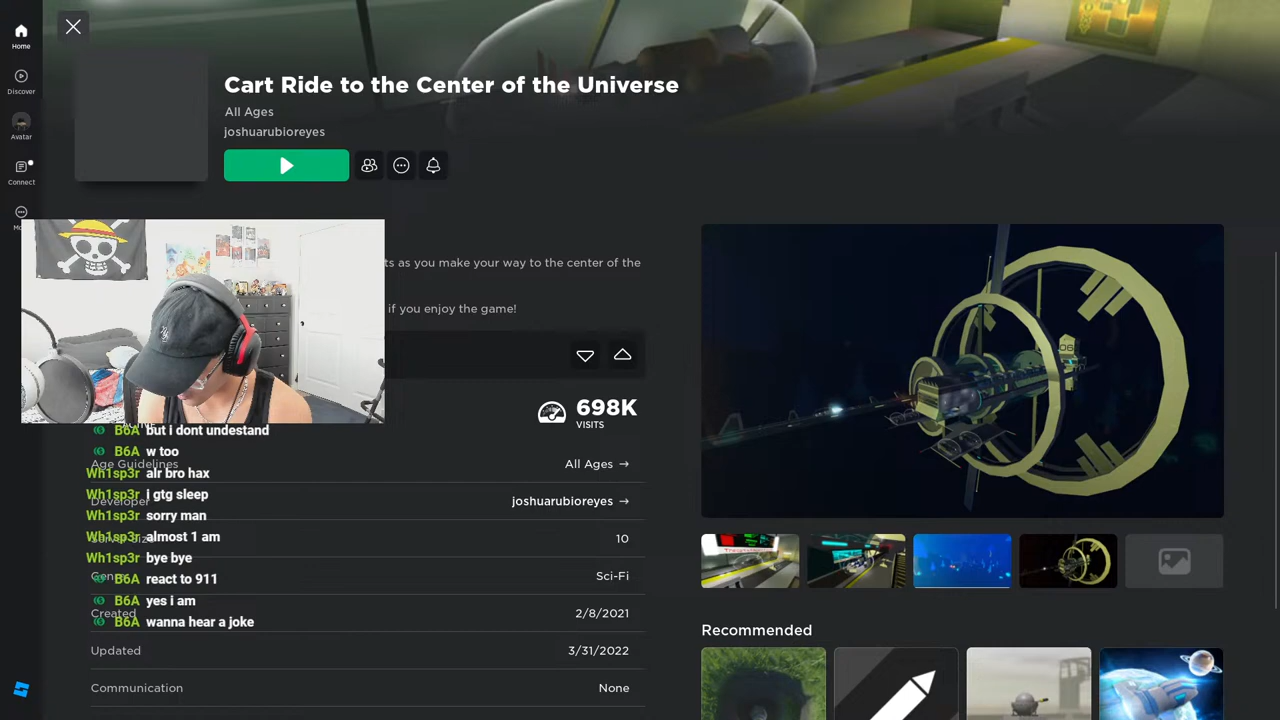 Home
Discover
Avatar
Connect
Cart Ride to the Center of the Universe
All Ages
joshuarubioreyes
ts as you make your way to the center of the
if you enjoy the game!
698K
VISITS
B6A but i dont undestand
B6A w too
Age Guidelines
All Ages →
Wh1sp3r alr bro hax
Wh1sp3r i gtg sleep
Developer
joshuarubioreyes →
Wh1sp3r sorry man
Wh1sp3r almost 1 am
10
Wh1sp3r bye bye
Sci-Fi
B6A react to 911
B6A yes i am
Created
2/8/2021
B6A wanna hear a joke
Updated
3/31/2022
Communication
None
Recommended